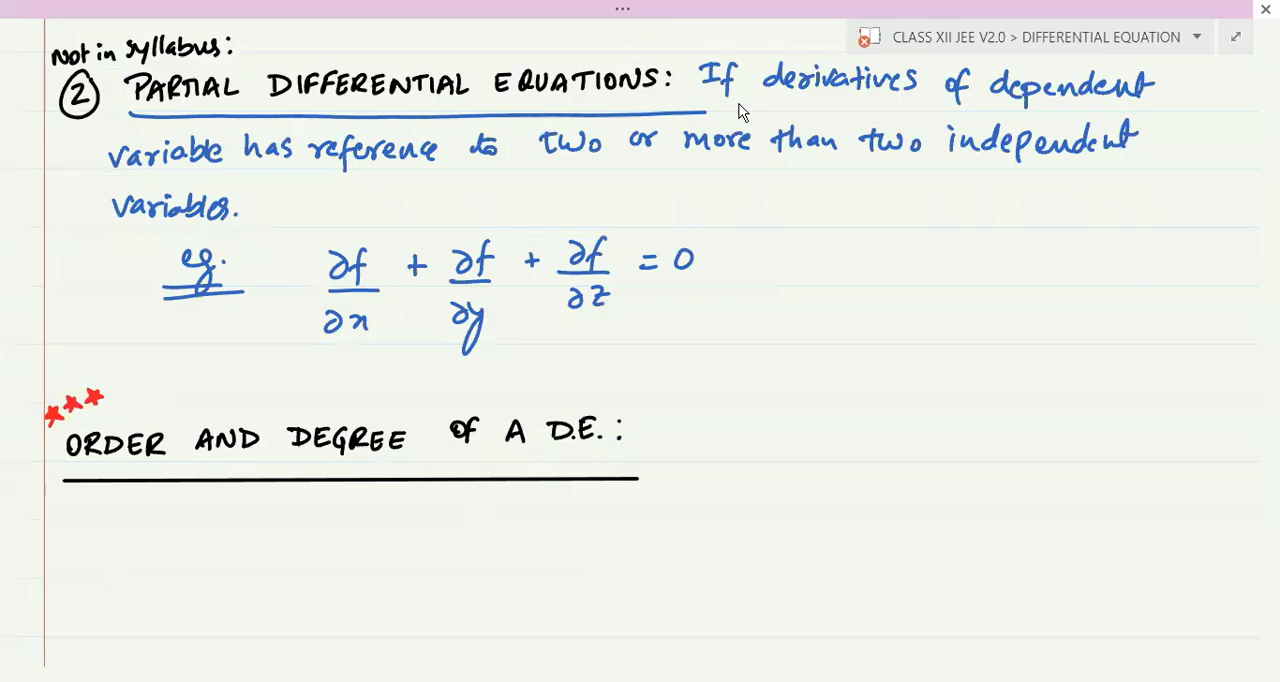 ...
CLASS XII JEE V2.0 > DIFFERENTIAL EQUATION
Not in syllabus:
② PARTIAL DIFFERENTIAL EQUATIONS: If derivatives of dependent
variable has reference to two or more than two independent
variables.
eg. ∂f/∂x + ∂f/∂y + ∂f/∂z = 0
ORDER AND DEGREE of A D.E.: